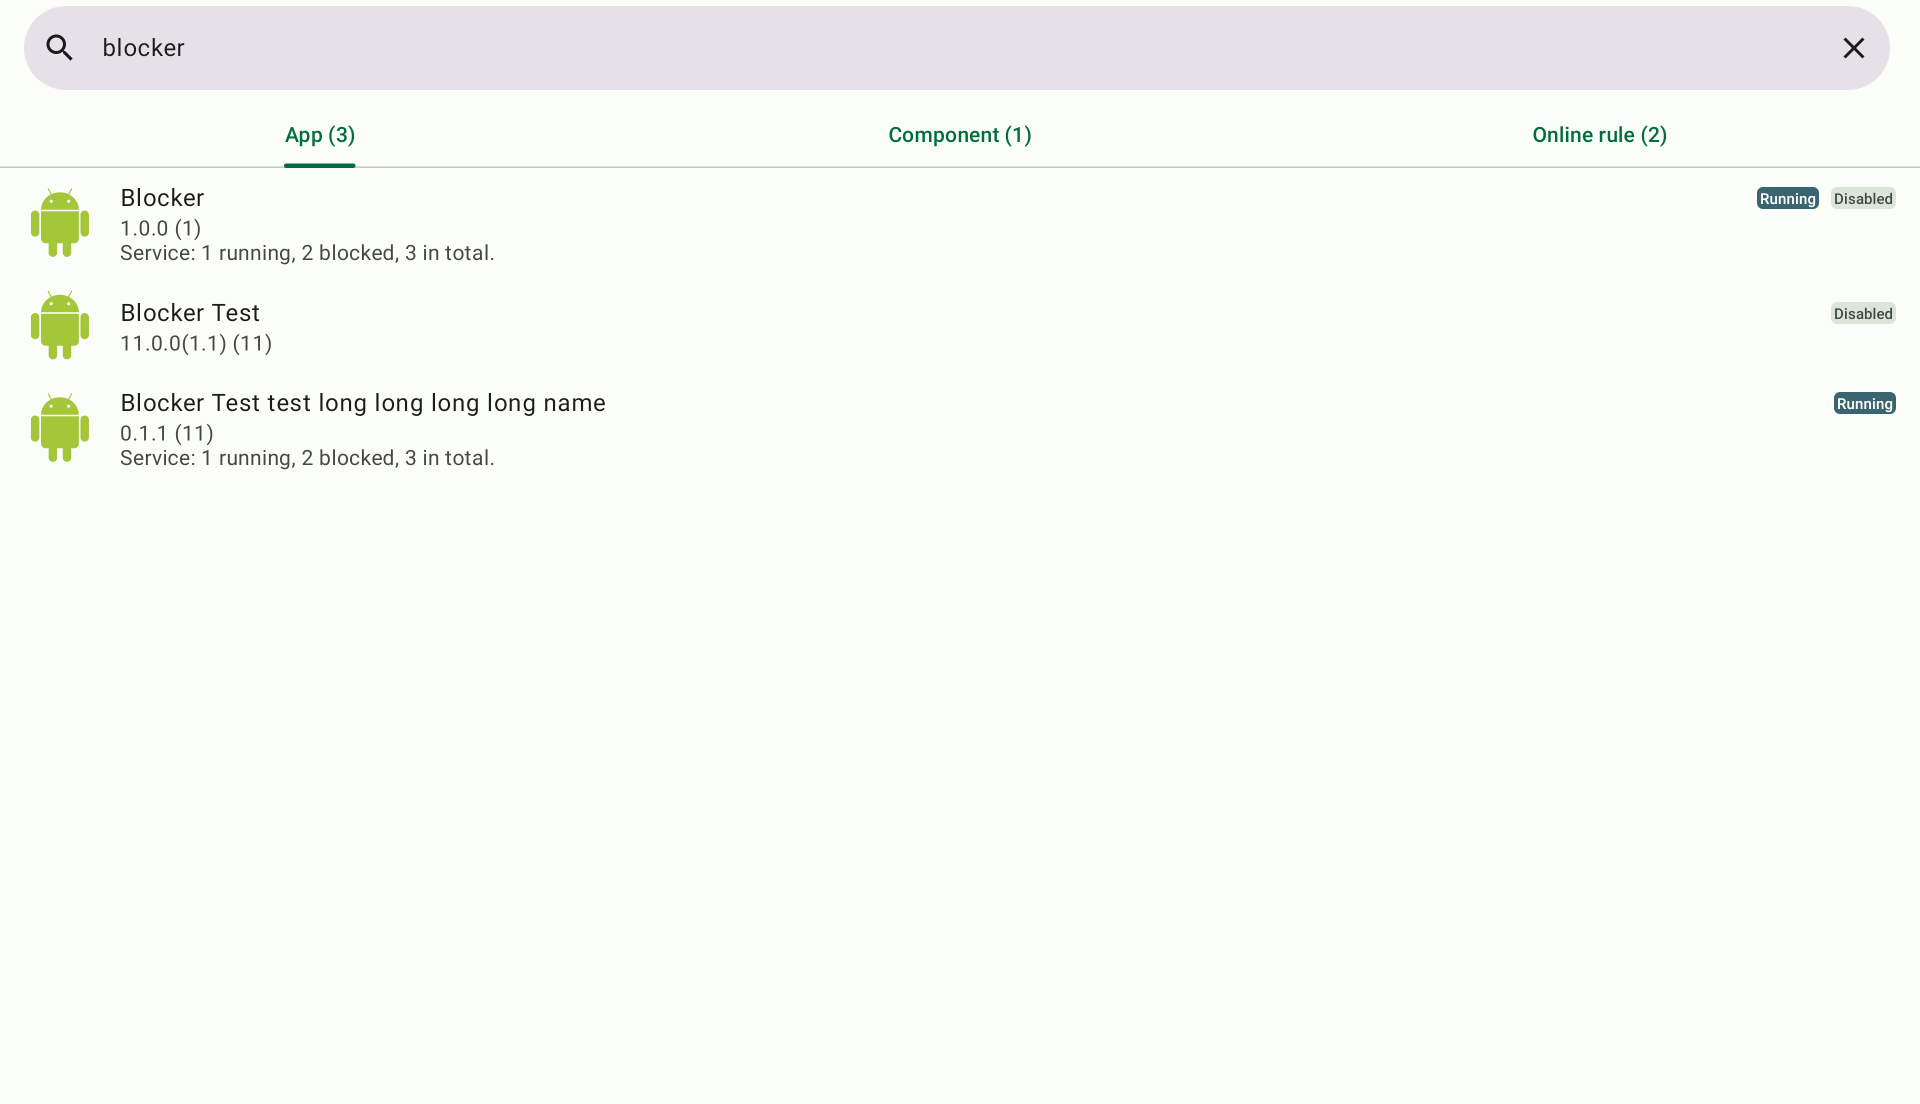 blocker
App (3)
Component (1)
Online rule (2)
Blocker
Running
Disabled
1.0.0 (1)
Service: 1 running, 2 blocked, 3 in total.
Blocker Test
Disabled
11.0.0(1.1) (11)
Blocker Test test long long long long name
Running
0.1.1 (11)
Service: 1 running, 2 blocked, 3 in total.